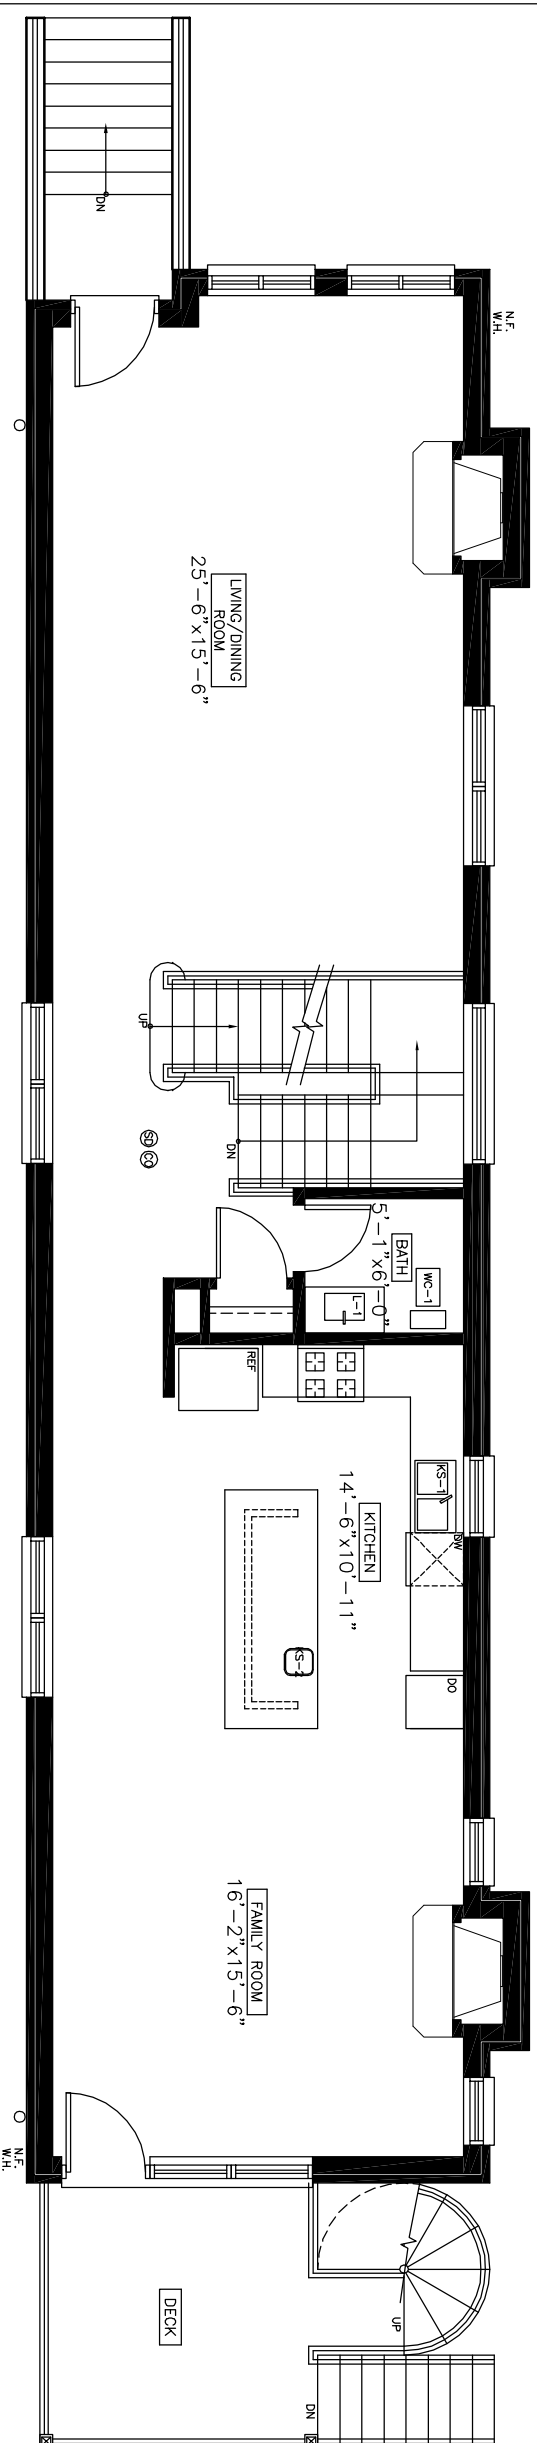 DN
N.F.
W.H.
LIVING/DINING
ROOM
25'-6"x15'-6"
UP
DN
SD CO
BATH
5'-1"x6'-0"
WC-1
L-1
REF
KS-1
DW
KITCHEN
14'-6"x10'-11"
KS-2
DO
FAMILY ROOM
16'-2"x15'-6"
N.F.
W.H.
UP
DECK
DN